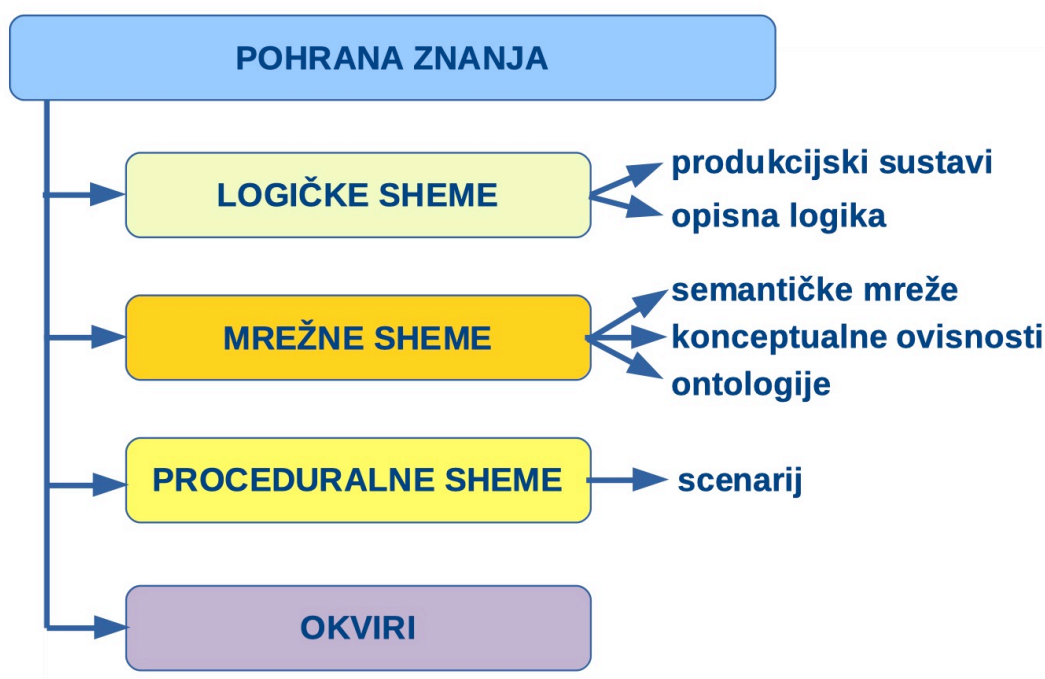 POHRANA ZNANJA
LOGIČKE SHEME
produkcijski sustavi
opisna logika
MREŽNE SHEME
semantičke mreže
konceptualne ovisnosti
ontologije
PROCEDURALNE SHEME
scenarij
OKVIRI